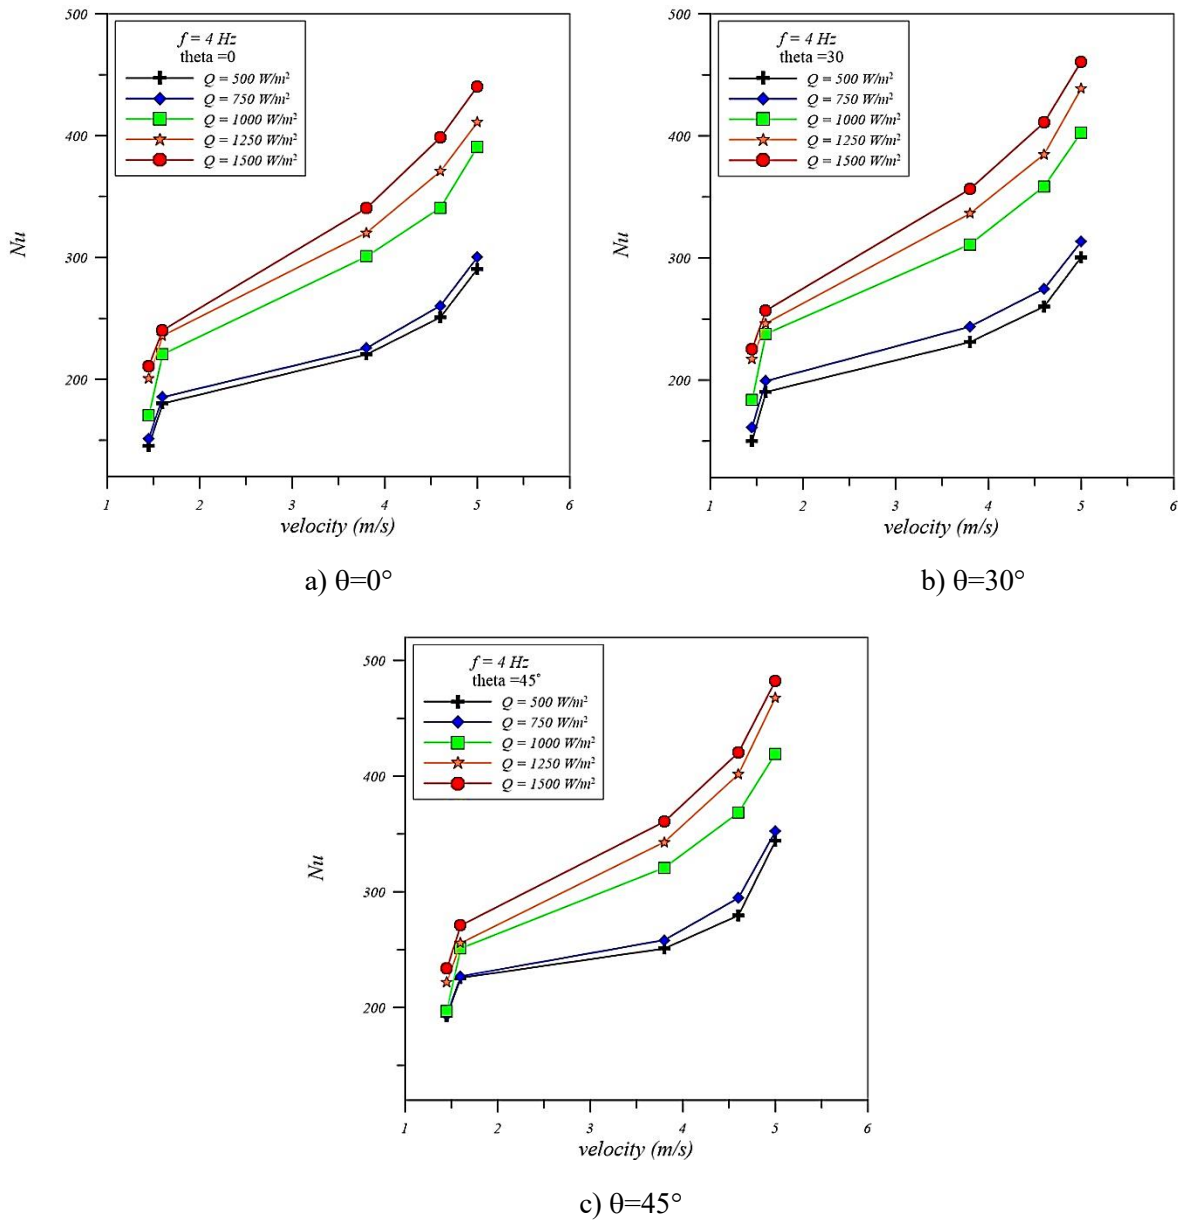 500
400
300
200
Nu
f = 4 Hz
theta =0
Q = 500 W/m²
Q = 750 W/m²
Q = 1000 W/m²
Q = 1250 W/m²
Q = 1500 W/m²
1 2 3 4 5 6
velocity (m/s)
a) θ=0°
500
400
300
200
Nu
f = 4 Hz
theta =30
Q = 500 W/m²
Q = 750 W/m²
Q = 1000 W/m²
Q = 1250 W/m²
Q = 1500 W/m²
1 2 3 4 5 6
velocity (m/s)
b) θ=30°
500
400
300
200
Nu
f = 4 Hz
theta =45°
Q = 500 W/m²
Q = 750 W/m²
Q = 1000 W/m²
Q = 1250 W/m²
Q = 1500 W/m²
1 2 3 4 5 6
velocity (m/s)
c) θ=45°